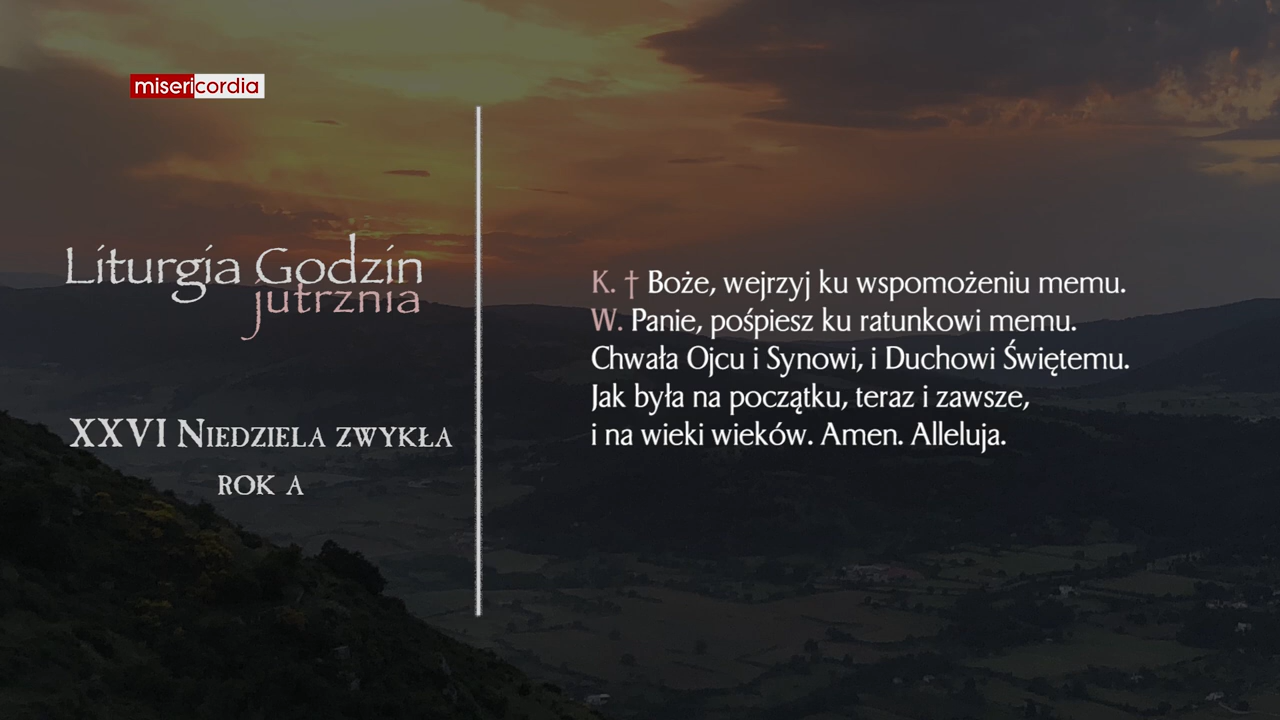 misericordia
Liturgia Godzin
jutrznia
XXVI Niedziela zwykła
rok A
K. † Boże, wejrzyj ku wspomożeniu memu.
W. Panie, pośpiesz ku ratunkowi memu.
Chwała Ojcu i Synowi, i Duchowi Świętemu.
Jak była na początku, teraz i zawsze,
i na wieki wieków. Amen. Alleluja.